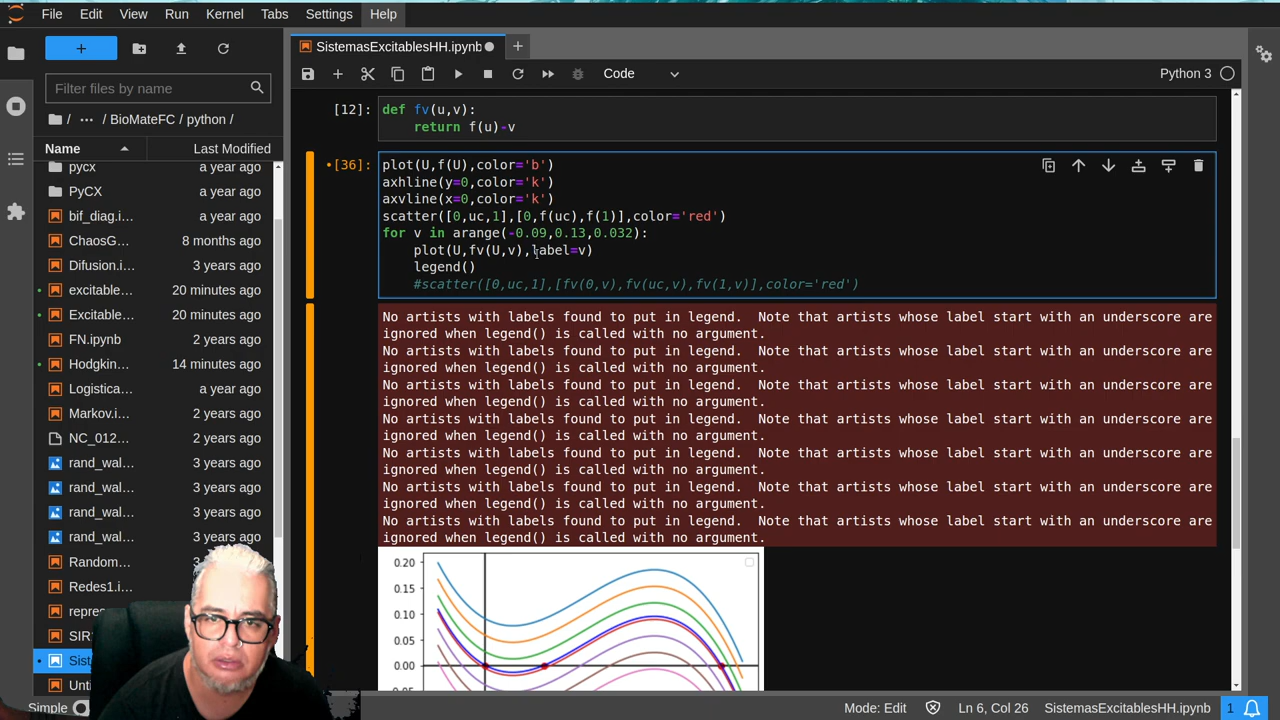 File Edit View Run Kernel Tabs Settings Help
SistemasExcitablesHH.ipynb
Filter files by name
Code
Python 3
/ ··· / BioMateFC / python /
Name Last Modified
pycx a year ago
PyCX a year ago
bif_diag.i… a year ago
ChaosG… 8 months ago
Difusion.i… 3 years ago
excitable… 20 minutes ago
Excitable… 20 minutes ago
FN.ipynb 2 years ago
Hodgkin… 14 minutes ago
Logistica… a year ago
Markov.i… 2 years ago
NC_012… 2 years ago
rand_wal… 3 years ago
rand_wal… 3 years ago
rand_wal… 3 years ago
rand_wal… 3 years ago
Random…
Redes1.i…
repre
SIR
Sis
Unti
[12]: def fv(u,v):
return f(u)-v
•[36]: plot(U,f(U),color='b')
axhline(y=0,color='k')
axvline(x=0,color='k')
scatter([0,uc,1],[0,f(uc),f(1)],color='red')
for v in arange(-0.09,0.13,0.032):
plot(U,fv(U,v),label=v)
legend()
#scatter([0,uc,1],[fv(0,v),fv(uc,v),fv(1,v)],color='red')
No artists with labels found to put in legend. Note that artists whose label start with an underscore are
ignored when legend() is called with no argument.
No artists with labels found to put in legend. Note that artists whose label start with an underscore are
ignored when legend() is called with no argument.
No artists with labels found to put in legend. Note that artists whose label start with an underscore are
ignored when legend() is called with no argument.
No artists with labels found to put in legend. Note that artists whose label start with an underscore are
ignored when legend() is called with no argument.
No artists with labels found to put in legend. Note that artists whose label start with an underscore are
ignored when legend() is called with no argument.
No artists with labels found to put in legend. Note that artists whose label start with an underscore are
ignored when legend() is called with no argument.
No artists with labels found to put in legend. Note that artists whose label start with an underscore are
ignored when legend() is called with no argument.
0.20
0.15
0.10
0.05
0.00
Simple
Mode: Edit Ln 6, Col 26 SistemasExcitablesHH.ipynb 1